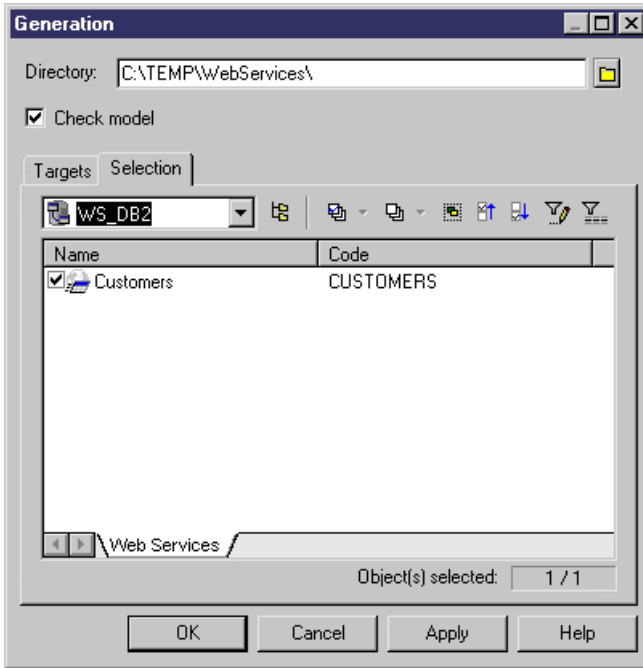 Generation
Directory: C:\TEMP\WebServices\
Check model
Targets Selection
WS_DB2
Name Code
Customers CUSTOMERS
Web Services
Object(s) selected: 1 / 1
OK Cancel Apply Help